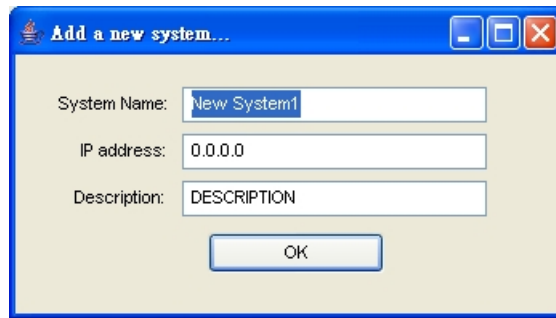 Add a new system...
System Name: New System1
IP address: 0.0.0.0
Description: DESCRIPTION
OK